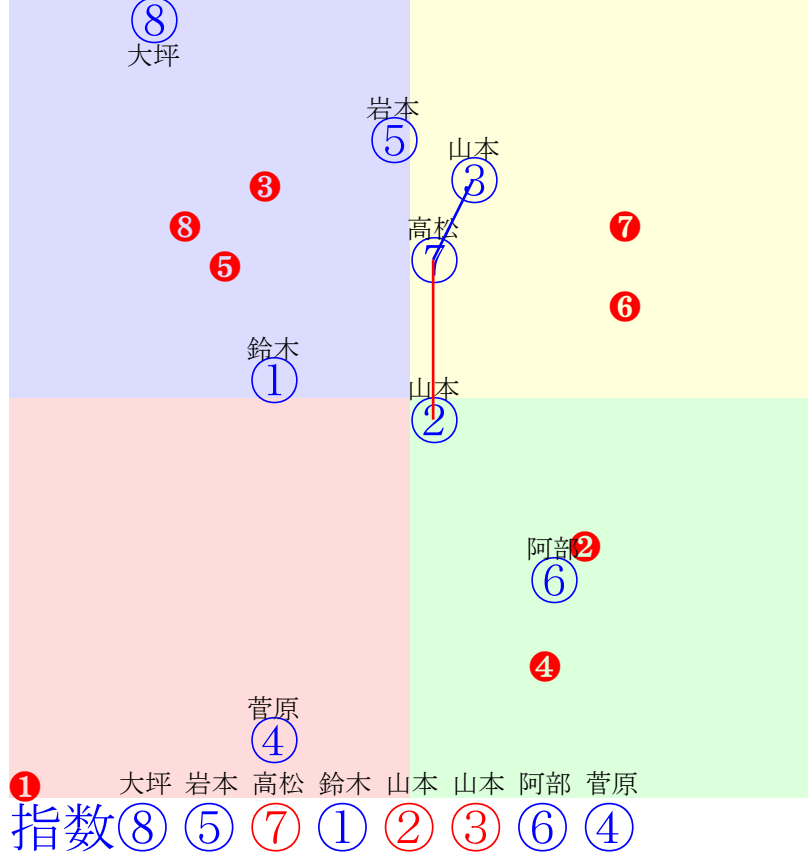 ⑧
大坪
岩本
⑤
山本
③
❸
高松
⑦
❽
❼
❺
❻
鈴木
①
山本
②
阿部
❷
⑥
❹
菅原
④
❶
大坪 岩本 高松 鈴木 山本 山本 阿部 菅原
指数⑧⑤⑦①②③⑥④